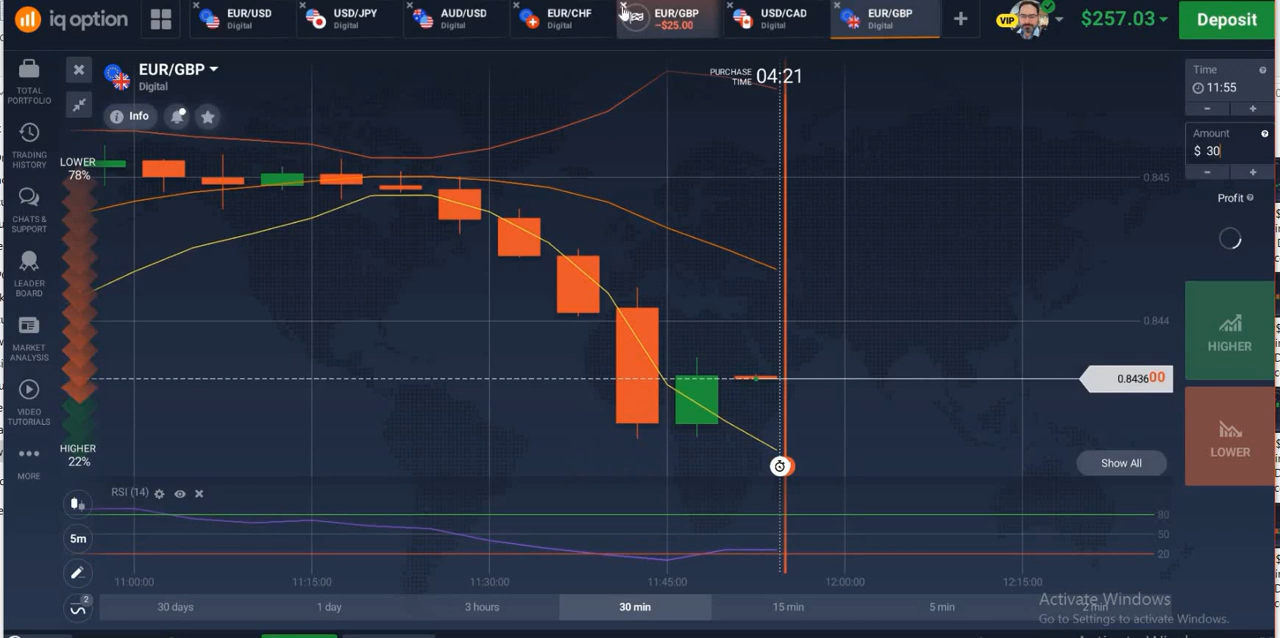 iq option
EUR/USD
Digital
USD/JPY
Digital
AUD/USD
Digital
EUR/CHF
Digital
EUR/GBP
-$25.00
USD/CAD
Digital
EUR/GBP
Digital
VIP
$257.03
Deposit
TOTAL
PORTFOLIO
TRADING
HISTORY
CHATS &
SUPPORT
LEADER
BOARD
MARKET
ANALYSIS
VIDEO
TUTORIALS
MORE
EUR/GBP
Digital
Info
LOWER
78%
HIGHER
22%
PURCHASE
TIME
04:21
0.845
0.844
0.843600
Show All
RSI (14)
80
50
20
5m
2
11:00:00
11:15:00
11:30:00
11:45:00
12:00:00
12:15:00
30 days
1 day
3 hours
30 min
15 min
5 min
2 min
Time
11:55
- +
Amount
$ 30
- +
Profit
HIGHER
LOWER
Activate Windows
Go to Settings to activate Windows.